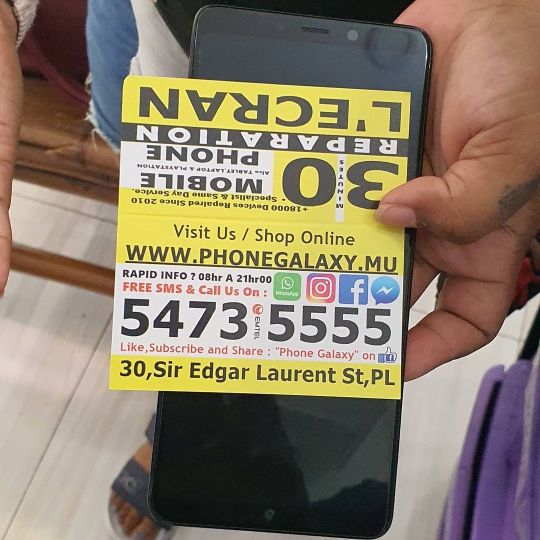 +18000 Devices Repaired Since 2010
- Specialist & Same Day Service.
30 MINUTES
MOBILE
Also TABLET, LAPTOP & PLAYSTATION
PHONE
REPARATION
L'ECRAN
Visit Us / Shop Online
WWW.PHONEGALAXY.MU
RAPID INFO ? 08hr A 21hr00
FREE SMS & Call Us On :
WhatsApp
5473 EMTEL 5555
Like,Subscribe and Share : "Phone Galaxy" on
30,Sir Edgar Laurent St,PL